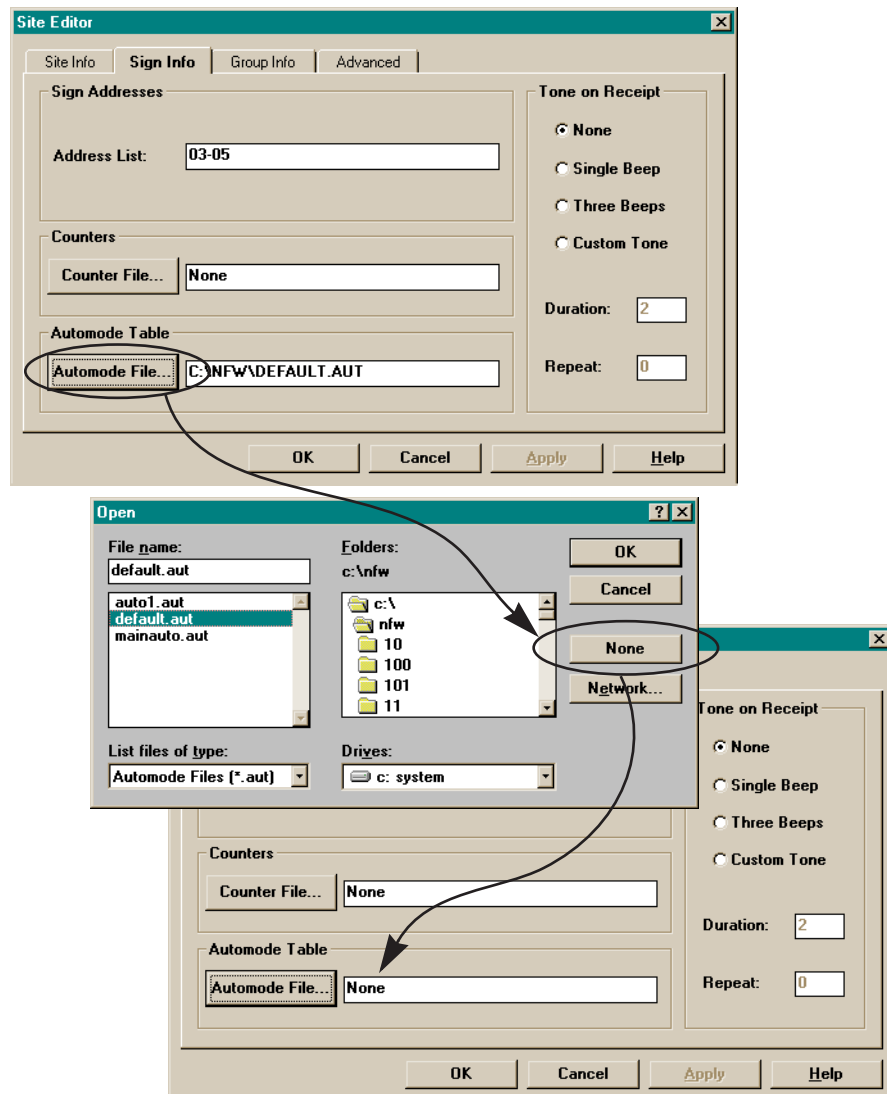 Site Editor
Site Info Sign Info Group Info Advanced
Sign Addresses
Address List: 03-05
Counters
Counter File... None
Automode Table
Automode File... C:\NFW\DEFAULT.AUT
Tone on Receipt
None
Single Beep
Three Beeps
Custom Tone
Duration: 2
Repeat: 0
OK Cancel Apply Help
Open
File name:
default.aut
auto1.aut
default.aut
mainauto.aut
List files of type:
Automode Files (*.aut)
Folders:
c:\nfw
c:\
nfw
10
100
101
11
Drives:
c: system
OK
Cancel
None
Network...
Tone on Receipt
None
Single Beep
Three Beeps
Custom Tone
Duration: 2
Repeat: 0
Counters
Counter File... None
Automode Table
Automode File... None
OK Cancel Apply Help